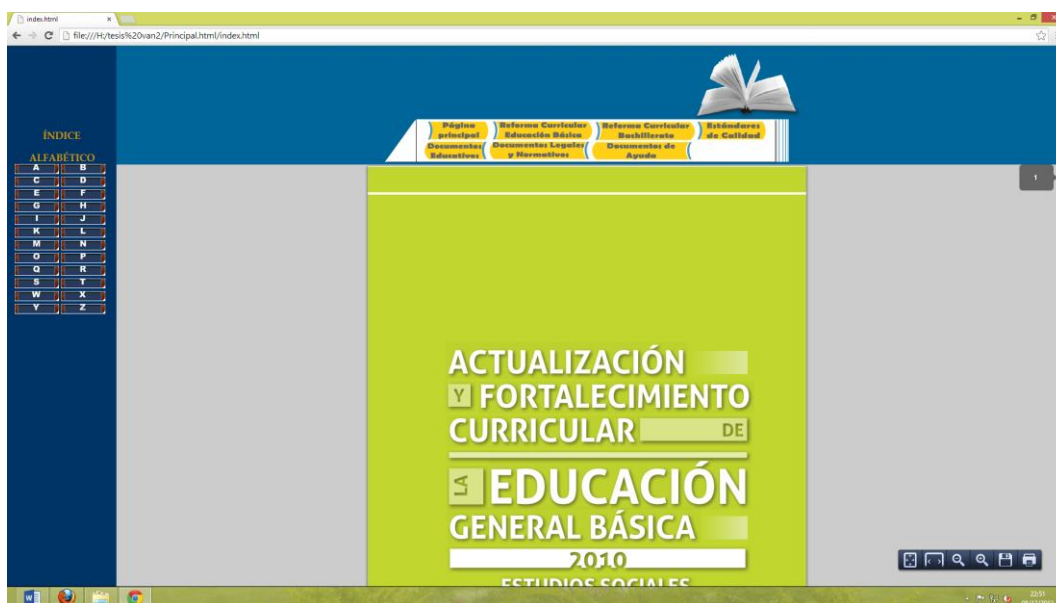 index.html
file:///H:/tesis%20van2/Principal.html/index.html
Página principal
Reforma Curricular Educación Básica
Reforma Curricular Bachillerato
Estándares de Calidad
Documentos Educativos
Documentos Legales y Normativos
Documentos de Ayuda
ÍNDICE
ALFABÉTICO
A B
C D
E F
G H
I J
K L
M N
O P
Q R
S T
W X
Y Z
1
ACTUALIZACIÓN
Y FORTALECIMIENTO
CURRICULAR DE
LA EDUCACIÓN
GENERAL BÁSICA
2010
ESTUDIOS SOCIALES
22:51